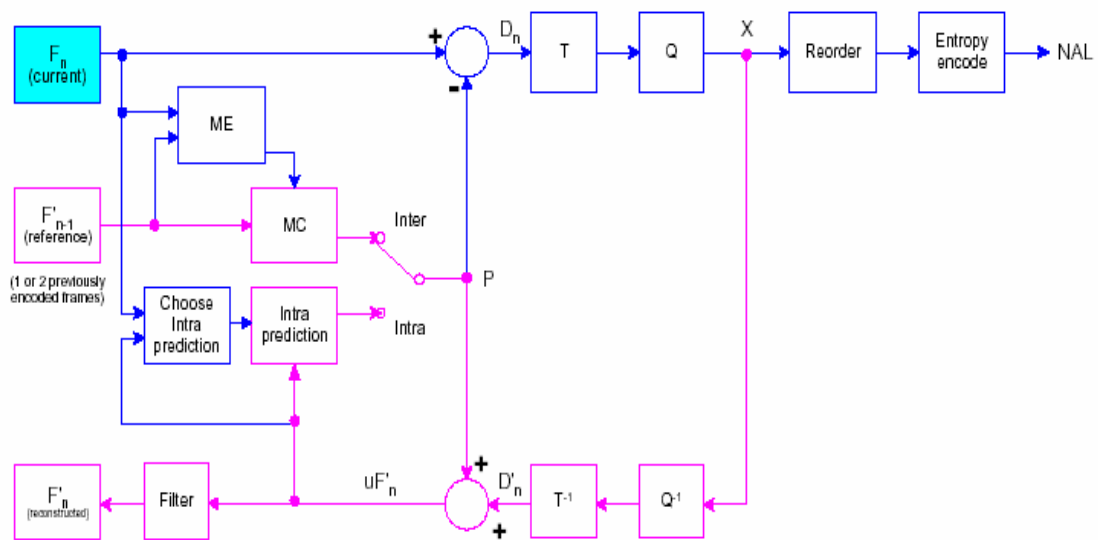 Fn
(current)
+
-
Dn
T
Q
X
Reorder
Entropy
encode
NAL
ME
F'n-1
(reference)
(1 or 2 previously
encoded frames)
MC
Inter
P
Choose
Intra
prediction
Intra
prediction
Intra
F'n
(reconstructed)
Filter
uF'n
+
+
D'n
T-1
Q-1